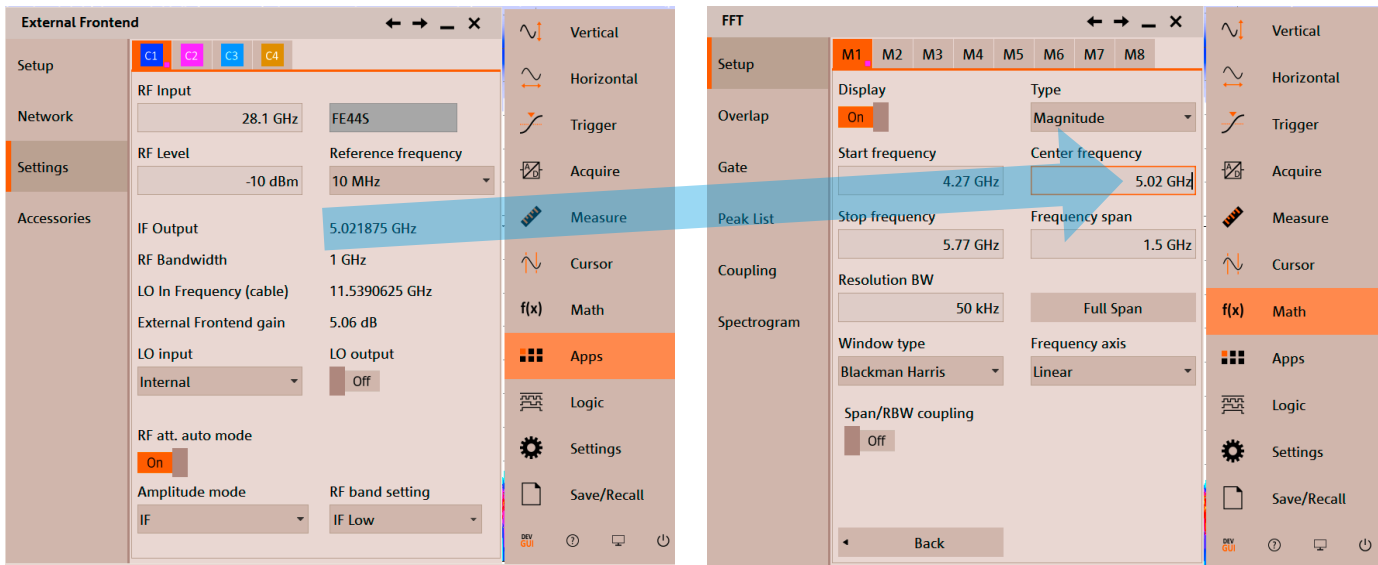 External Frontend
Setup
Network
Settings
Accessories
C1 C2 C3 C4
RF Input
28.1 GHz FE44S
RF Level Reference frequency
-10 dBm 10 MHz
IF Output 5.021875 GHz
RF Bandwidth 1 GHz
LO In Frequency (cable) 11.5390625 GHz
External Frontend gain 5.06 dB
LO input LO output
Internal Off
RF att. auto mode
On
Amplitude mode RF band setting
IF IF Low
Vertical
Horizontal
Trigger
A D Acquire
Measure
Cursor
f(x) Math
Apps
Logic
Settings
Save/Recall
DEV
GUI ?
FFT
Setup
Overlap
Gate
Peak List
Coupling
Spectrogram
M1 M2 M3 M4 M5 M6 M7 M8
Display Type
On Magnitude
Start frequency Center frequency
4.27 GHz 5.02 GHz
Stop frequency Frequency span
5.77 GHz 1.5 GHz
Resolution BW
50 kHz Full Span
Window type Frequency axis
Blackman Harris Linear
Span/RBW coupling
Off
Back
Vertical
Horizontal
Trigger
A D Acquire
Measure
Cursor
f(x) Math
Apps
Logic
Settings
Save/Recall
DEV
GUI ?